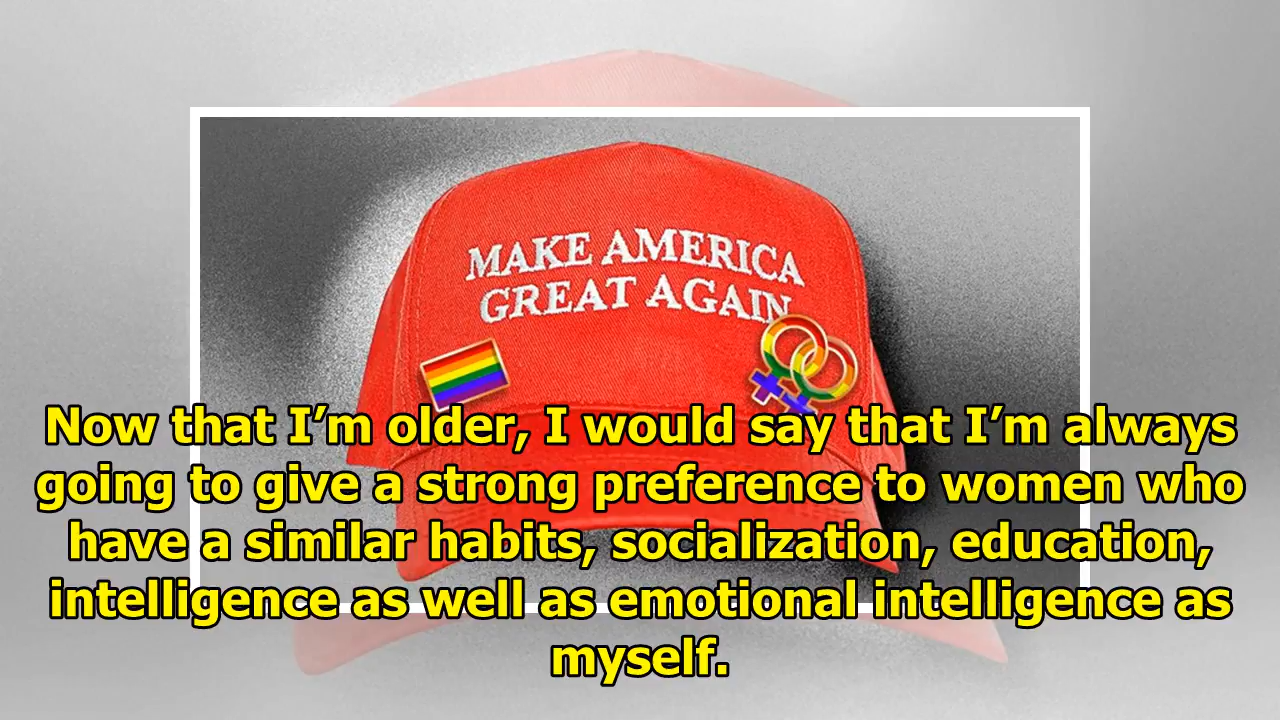 MAKE AMERICA
GREAT AGAIN
Now that I’m older, I would say that I’m always
going to give a strong preference to women who
have a similar habits, socialization, education,
intelligence as well as emotional intelligence as
myself.